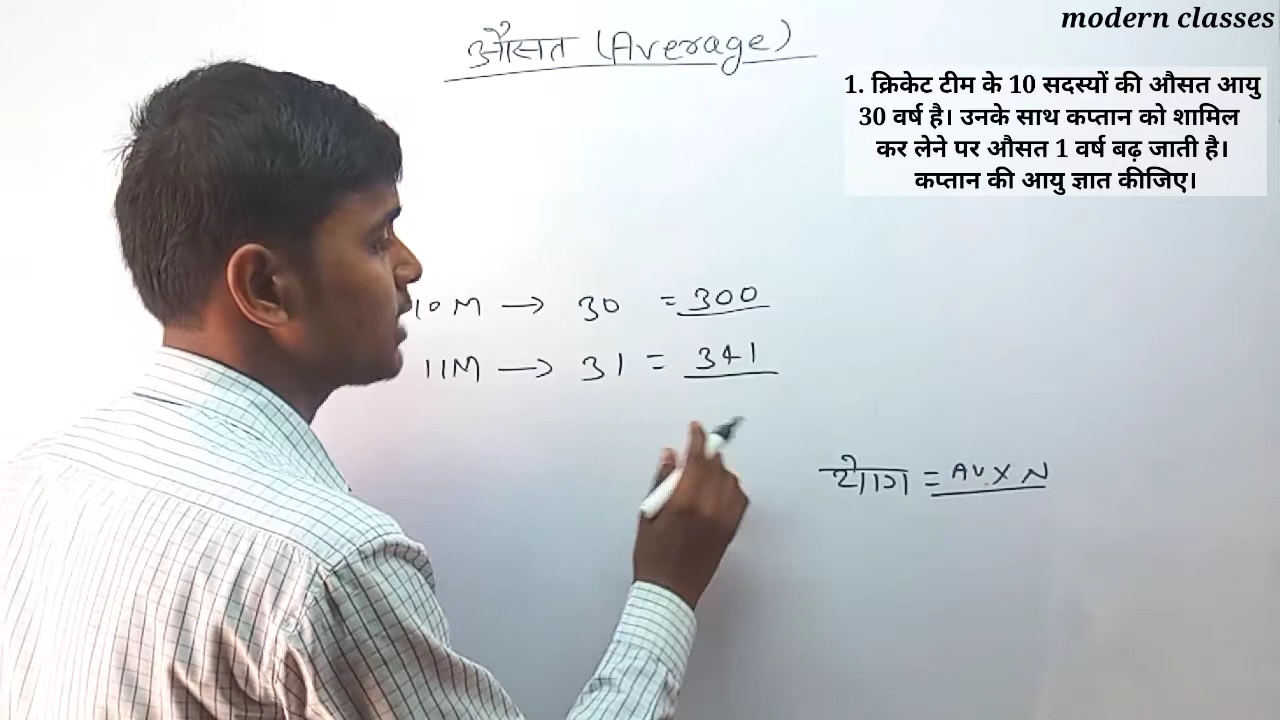 modern classes
औसत (Average)
1. क्रिकेट टीम के 10 सदस्यों की औसत आयु
30 वर्ष है। उनके साथ कप्तान को शामिल
कर लेने पर औसत 1 वर्ष बढ़ जाती है।
कप्तान की आयु ज्ञात कीजिए।
10 M → 30 = 300
11M → 31 = 341
योग = AV. X N